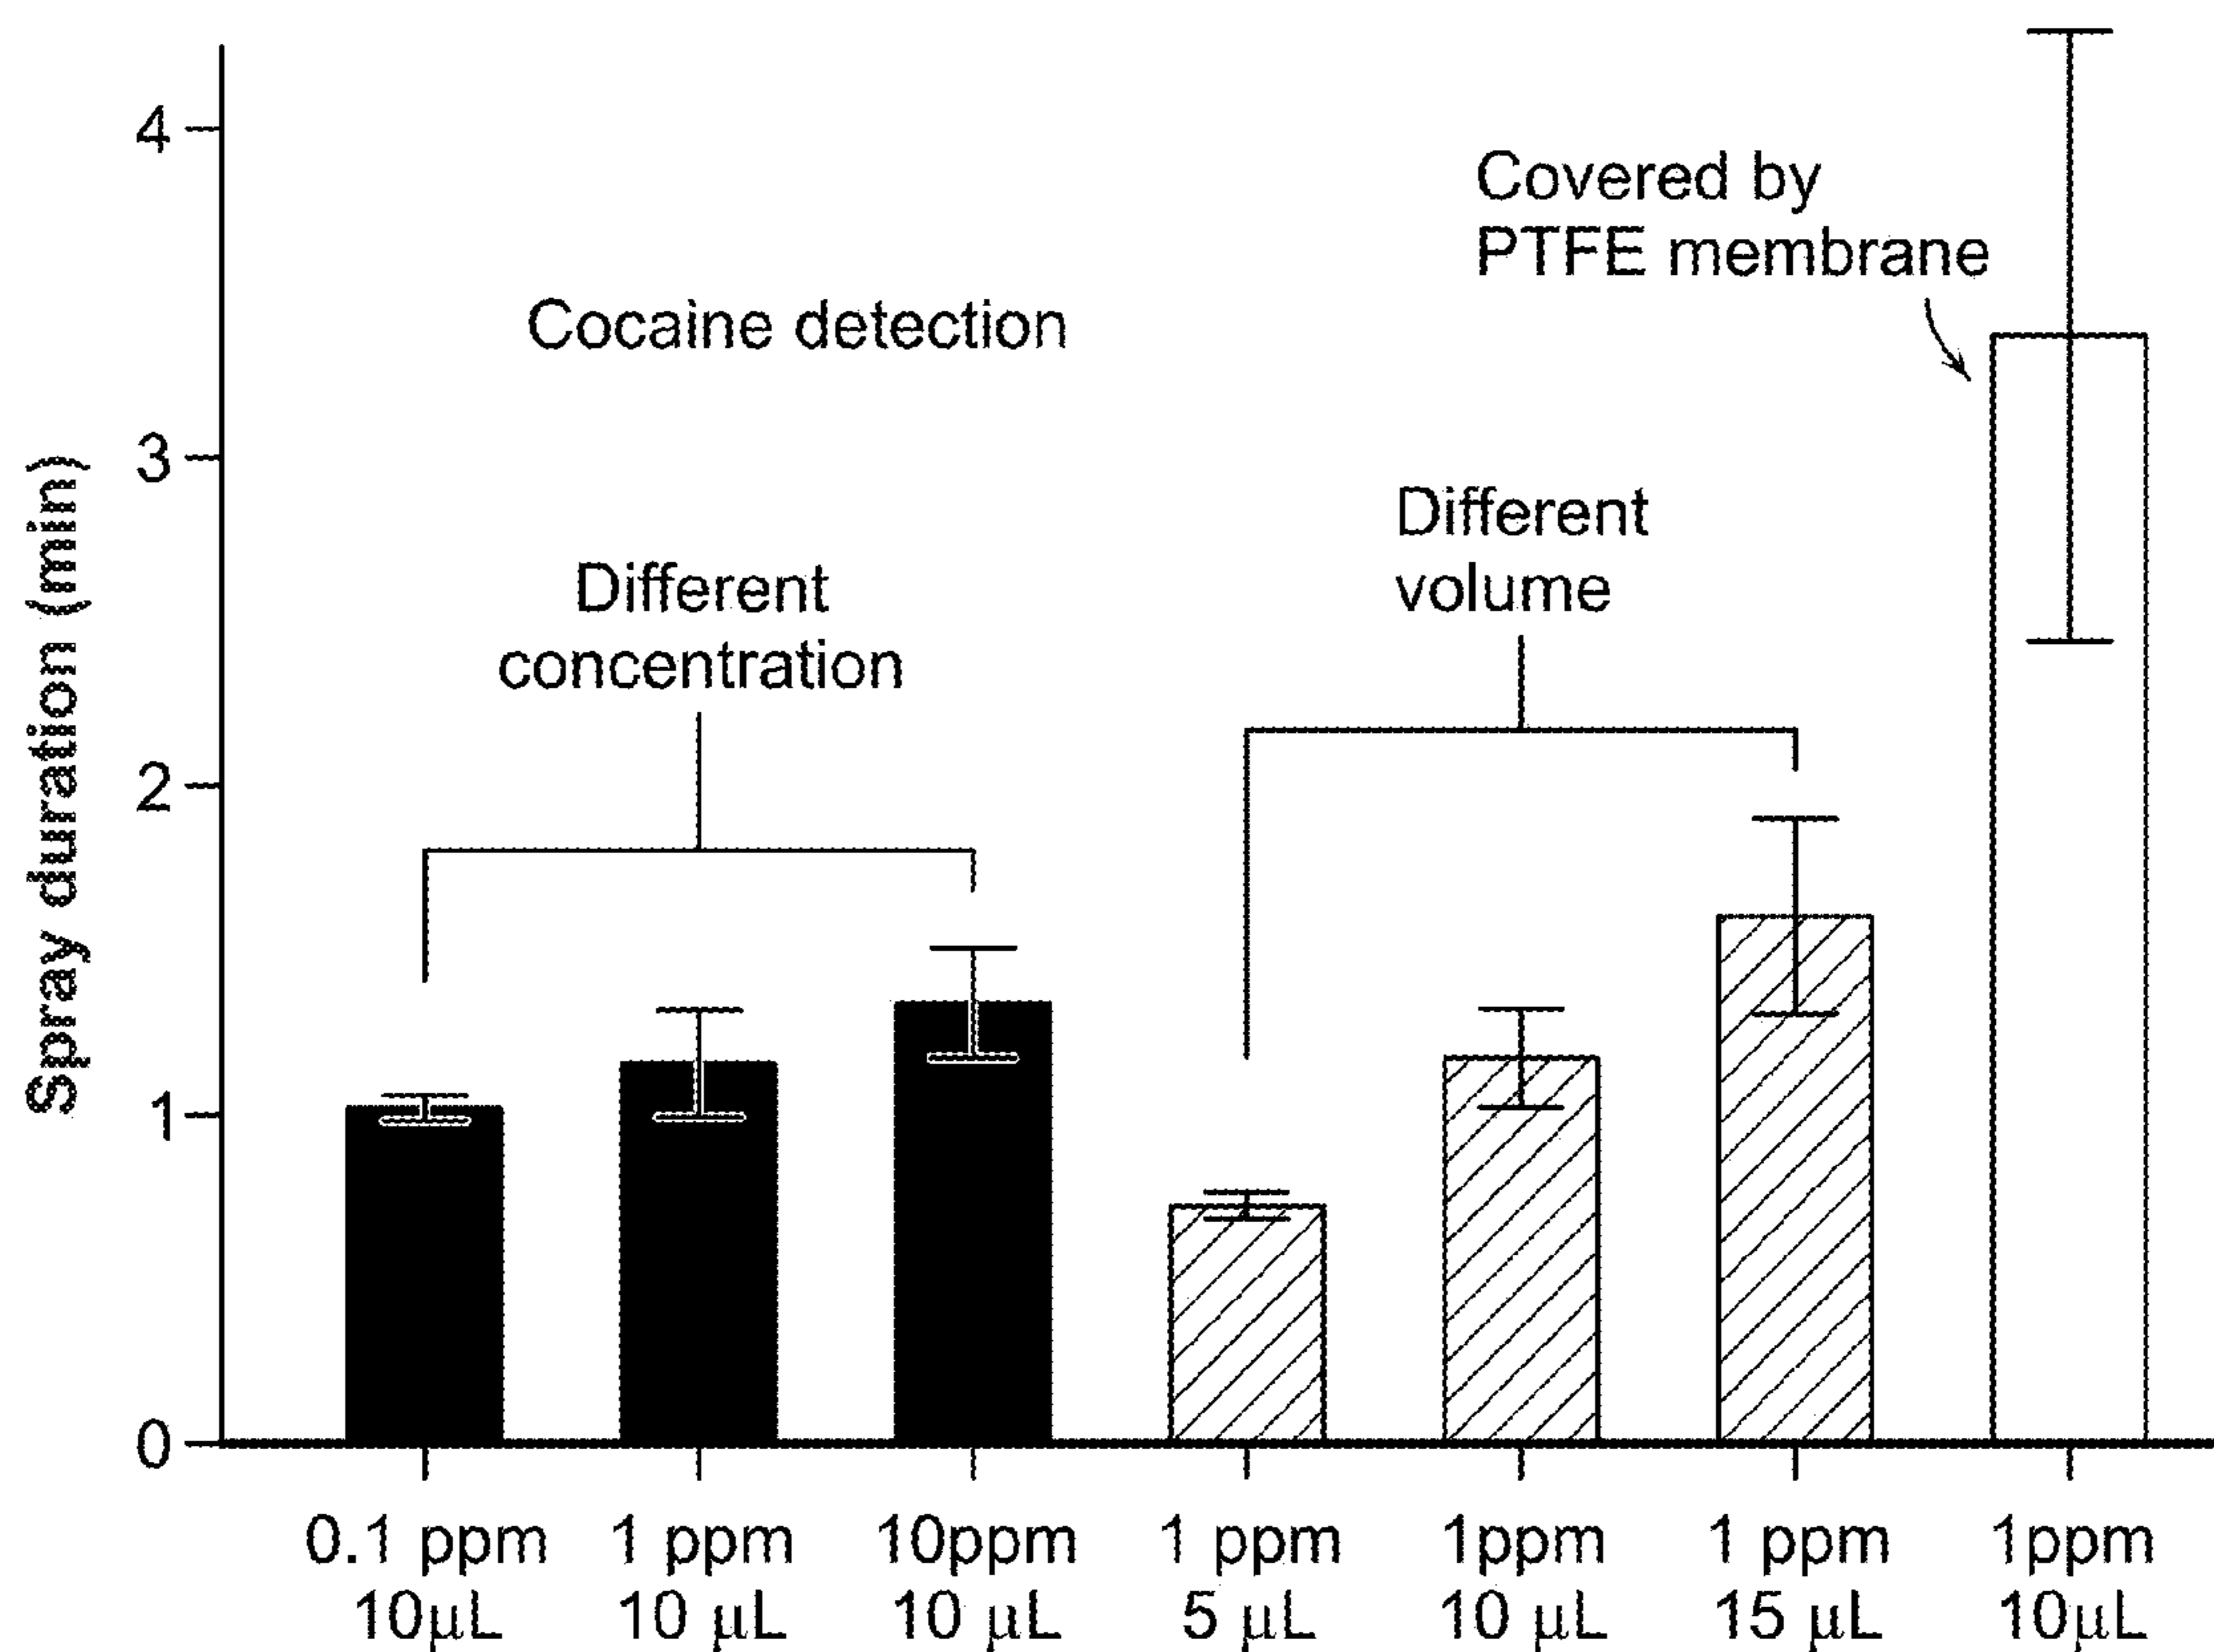 4
3
2
1
0
Spray duration (min)
Cocaine detection
Different
concentration
Different
volume
Covered by
PTFE membrane
0.1 ppm
10μL
1 ppm
10 μL
10ppm
10 μL
1 ppm
5 μL
1ppm
10 μL
1 ppm
15 μL
1ppm
10μL